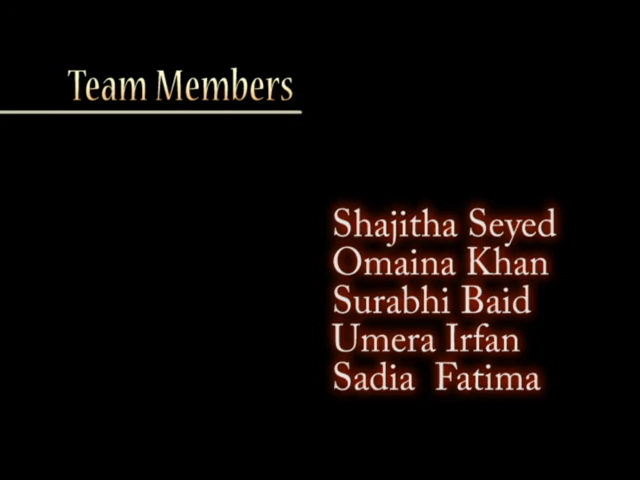 Team Members
Shajitha Seyed
Omaina Khan
Surabhi Baid
Umera Irfan
Sadia  Fatima